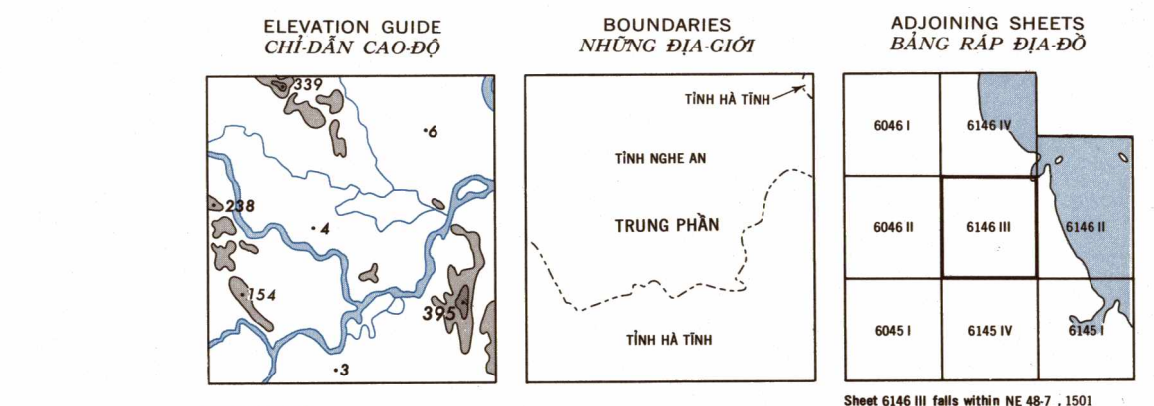 ELEVATION GUIDE
CHỈ-DẪN CAO-ĐỘ
339
6
238
4
154
395
3
BOUNDARIES
NHỮNG ĐỊA-GIỚI
TỈNH HÀ TĨNH
TỈNH NGHE AN
TRUNG PHẦN
TỈNH HÀ TĨNH
ADJOINING SHEETS
BẢNG RÁP ĐỊA-ĐỒ
6046 I
6146 IV
6046 II
6146 III
6146 II
6045 I
6145 IV
6145 I
Sheet 6146 III falls within NE 48-7 , 1501